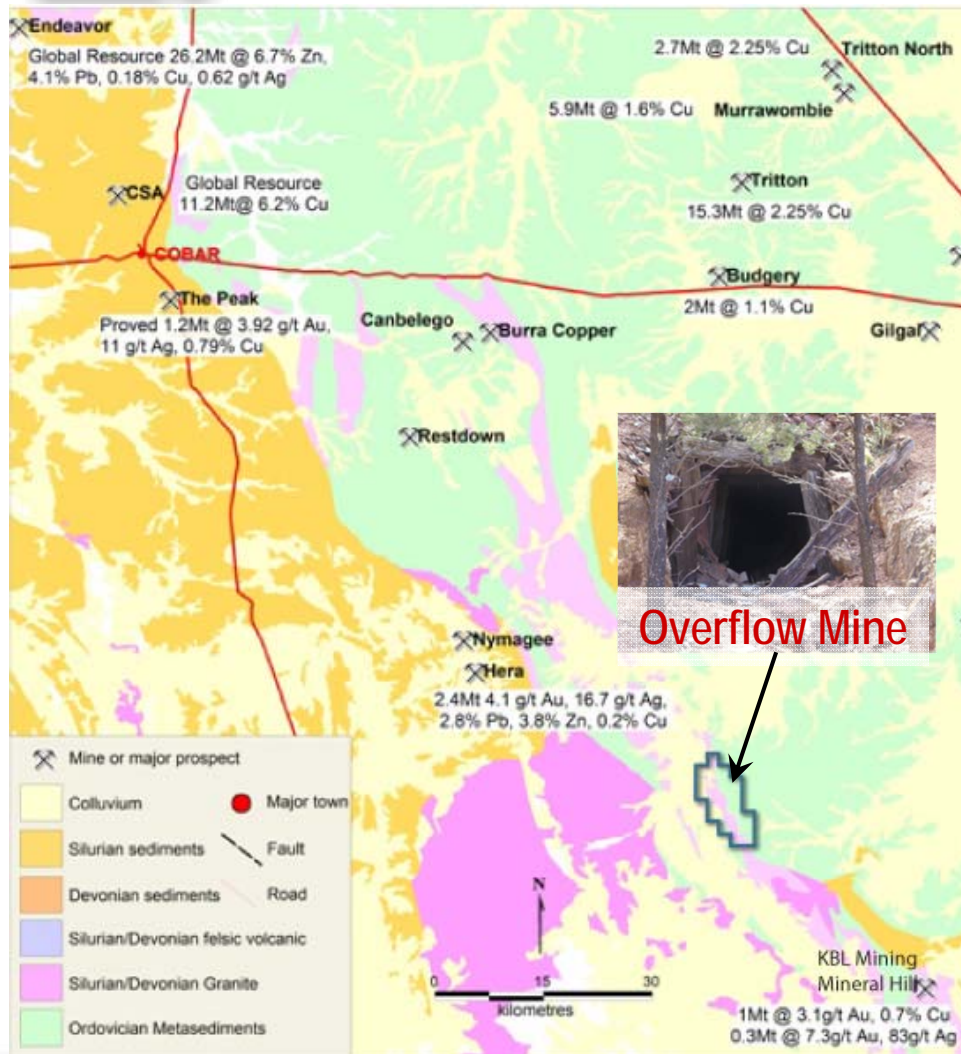 Endeavor
Global Resource 26.2Mt @ 6.7% Zn,
4.1% Pb, 0.18% Cu, 0.62 g/t Ag
2.7Mt @ 2.25% Cu
Tritton North
5.9Mt @ 1.6% Cu
Murrawombie
CSA
Global Resource
11.2Mt@ 6.2% Cu
Tritton
15.3Mt @ 2.25% Cu
COBAR
The Peak
Proved 1.2Mt @ 3.92 g/t Au,
11 g/t Ag, 0.79% Cu
Budgery
2Mt @ 1.1% Cu
Canbelego
Burra Copper
Gilgai
Restdown
Overflow Mine
Nymagee
Hera
2.4Mt 4.1 g/t Au, 16.7 g/t Ag,
2.8% Pb, 3.8% Zn, 0.2% Cu
Mine or major prospect
Colluvium
Major town
Silurian sediments
Fault
Devonian sediments
Road
Silurian/Devonian felsic volcanic
Silurian/Devonian Granite
Ordovician Metasediments
N
0 15 30
kilometres
KBL Mining
Mineral Hill
1Mt @ 3.1g/t Au, 0.7% Cu
0.3Mt @ 7.3g/t Au, 83g/t Ag